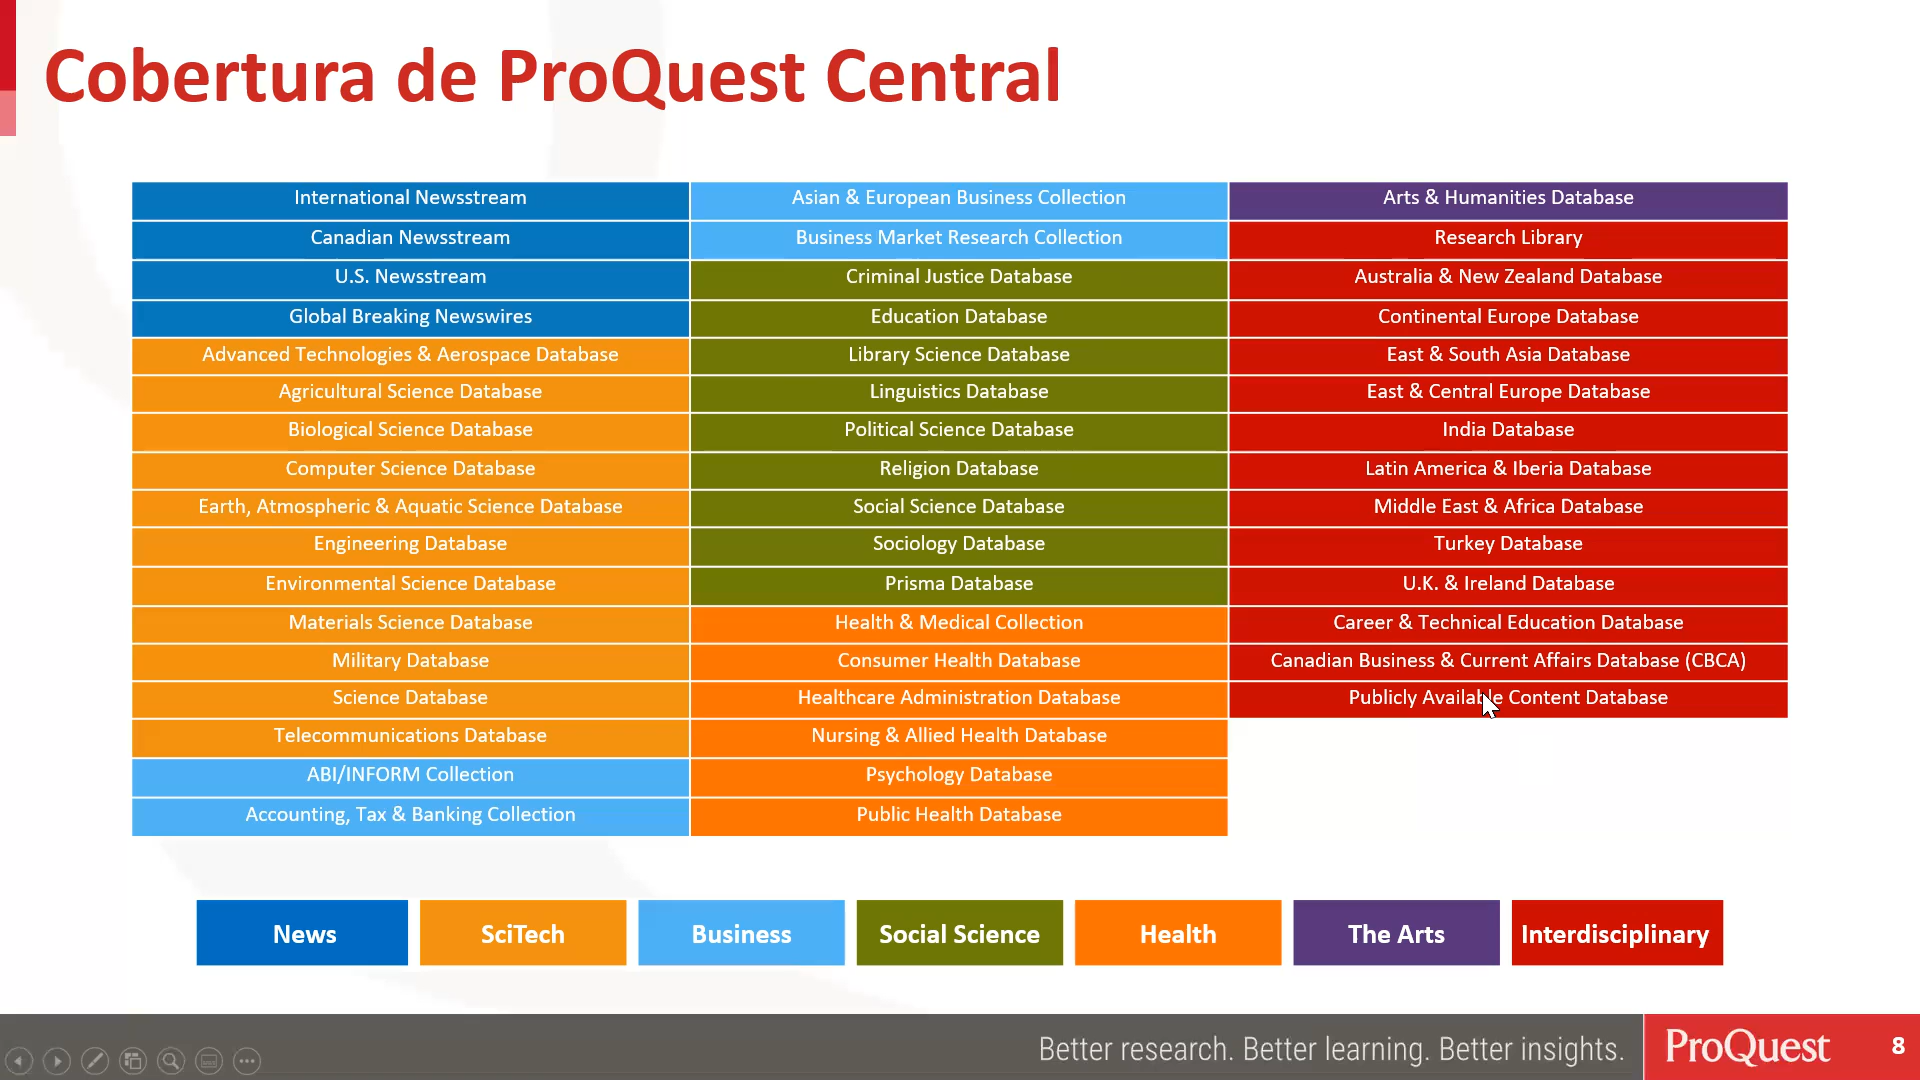 Cobertura de ProQuest Central
International Newsstream
Canadian Newsstream
U.S. Newsstream
Global Breaking Newswires
Advanced Technologies & Aerospace Database
Agricultural Science Database
Biological Science Database
Computer Science Database
Earth, Atmospheric & Aquatic Science Database
Engineering Database
Environmental Science Database
Materials Science Database
Military Database
Science Database
Telecommunications Database
ABI/INFORM Collection
Accounting, Tax & Banking Collection
Asian & European Business Collection
Business Market Research Collection
Criminal Justice Database
Education Database
Library Science Database
Linguistics Database
Political Science Database
Religion Database
Social Science Database
Sociology Database
Prisma Database
Health & Medical Collection
Consumer Health Database
Healthcare Administration Database
Nursing & Allied Health Database
Psychology Database
Public Health Database
Arts & Humanities Database
Research Library
Australia & New Zealand Database
Continental Europe Database
East & South Asia Database
East & Central Europe Database
India Database
Latin America & Iberia Database
Middle East & Africa Database
Turkey Database
U.K. & Ireland Database
Career & Technical Education Database
Canadian Business & Current Affairs Database (CBCA)
Publicly Available Content Database
News
SciTech
Business
Social Science
Health
The Arts
Interdisciplinary
Better research. Better learning. Better insights.
ProQuest
8